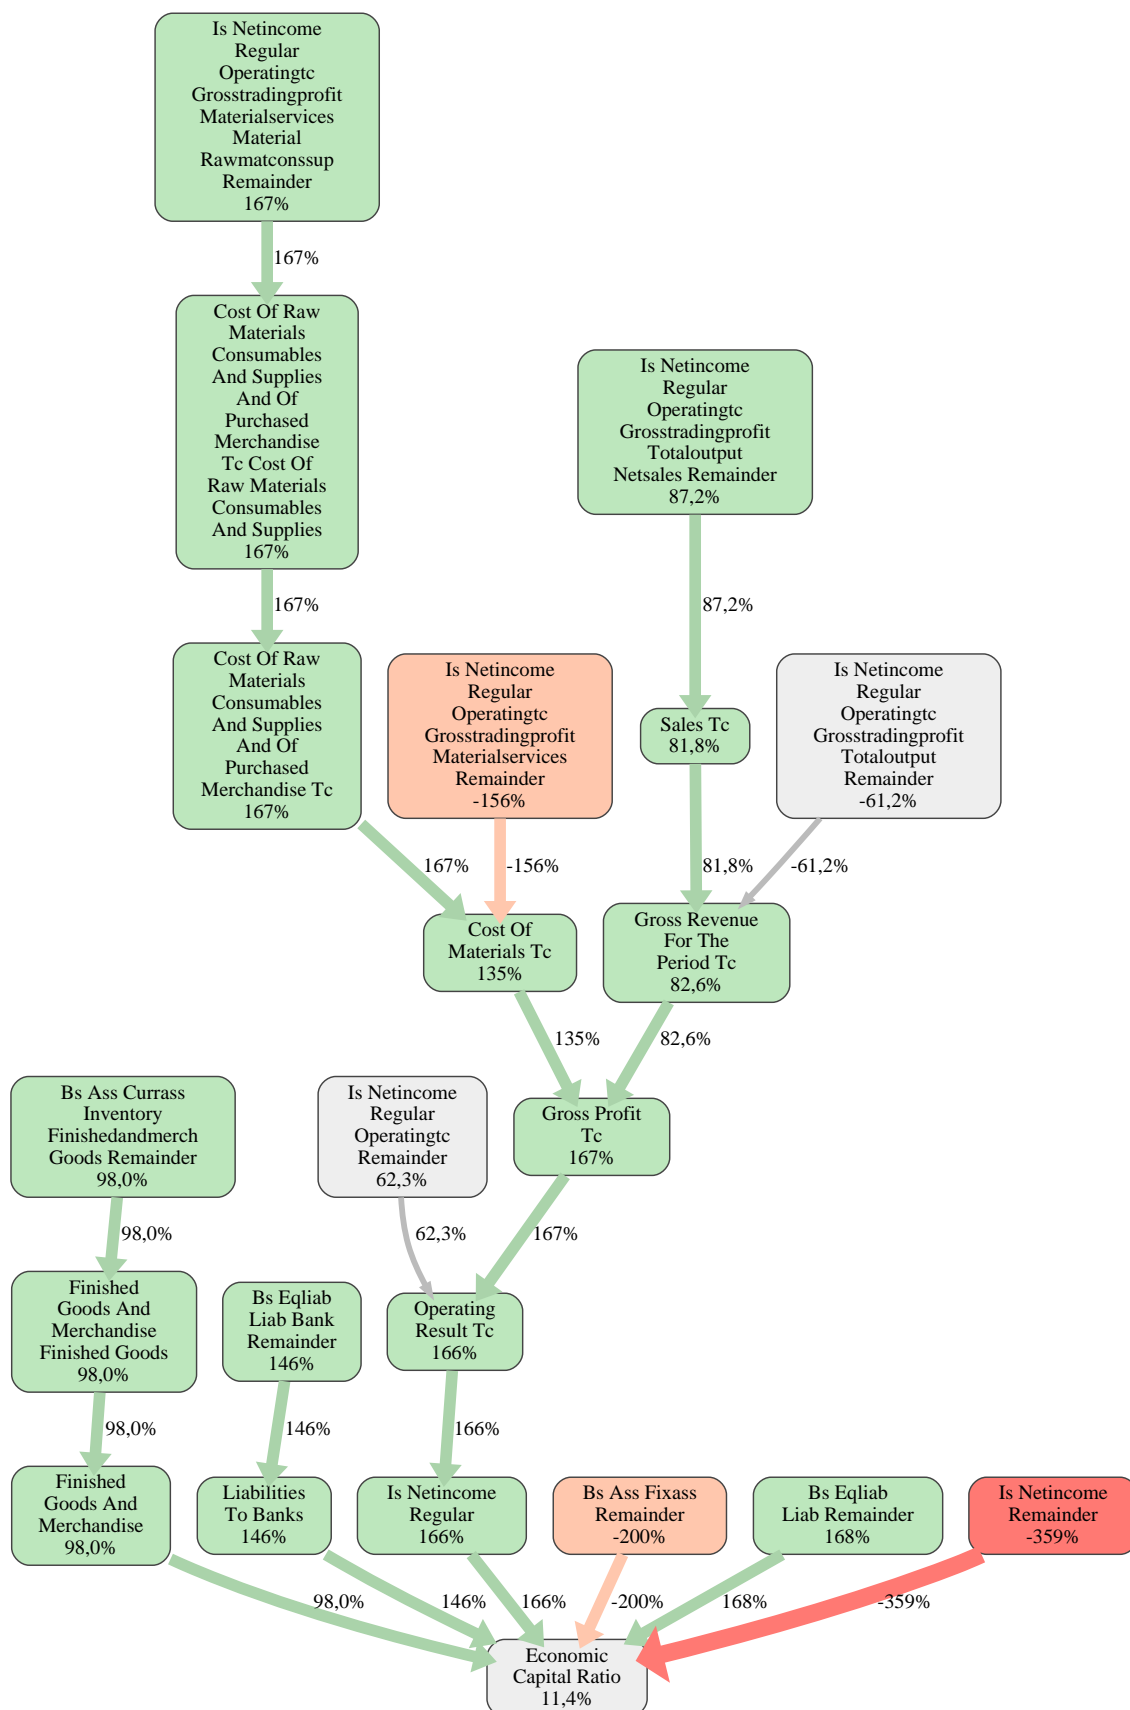 Is Netincome
Regular
Operatingtc
Grosstradingprofit
Materialservices
Material
Rawmatconssup
Remainder
167%
167%
Cost Of Raw
Materials
Consumables
And Supplies
And Of
Purchased
Merchandise
Tc Cost Of
Raw Materials
Consumables
And Supplies
167%
Is Netincome
Regular
Operatingtc
Grosstradingprofit
Totaloutput
Netsales Remainder
87,2%
167%
87,2%
Cost Of Raw
Materials
Consumables
And Supplies
And Of
Purchased
Merchandise Tc
167%
Is Netincome
Regular
Operatingtc
Grosstradingprofit
Materialservices
Remainder
-156%
Sales Tc
81,8%
Is Netincome
Regular
Operatingtc
Grosstradingprofit
Totaloutput
Remainder
-61,2%
167%
-156%
81,8%
-61,2%
Cost Of
Materials Tc
135%
Gross Revenue
For The
Period Tc
82,6%
135%
82,6%
Bs Ass Currass
Inventory
Finishedandmerch
Goods Remainder
98,0%
Is Netincome
Regular
Operatingtc
Remainder
62,3%
Gross Profit
Tc
167%
98,0%
62,3%
167%
Finished
Goods And
Merchandise
Finished Goods
98,0%
Bs Eqliab
Liab Bank
Remainder
146%
Operating
Result Tc
166%
98,0%
146%
166%
Finished
Goods And
Merchandise
98,0%
Liabilities
To Banks
146%
Is Netincome
Regular
166%
Bs Ass Fixass
Remainder
-200%
Bs Eqliab
Liab Remainder
168%
Is Netincome
Remainder
-359%
98,0%
146%
166%
-200%
168%
-359%
Economic
Capital Ratio
11,4%